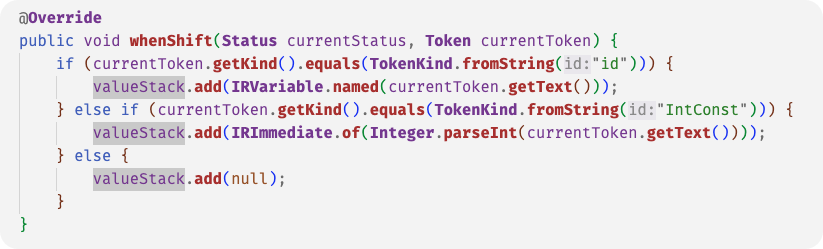 @Override
public void whenShift(Status currentStatus, Token currentToken) {
    if (currentToken.getKind().equals(TokenKind.fromString(id:"id"))) {
        valueStack.add(IRVariable.named(currentToken.getText()));
    } else if (currentToken.getKind().equals(TokenKind.fromString(id:"IntConst"))) {
        valueStack.add(IRImmediate.of(Integer.parseInt(currentToken.getText())));
    } else {
        valueStack.add(null);
    }
}